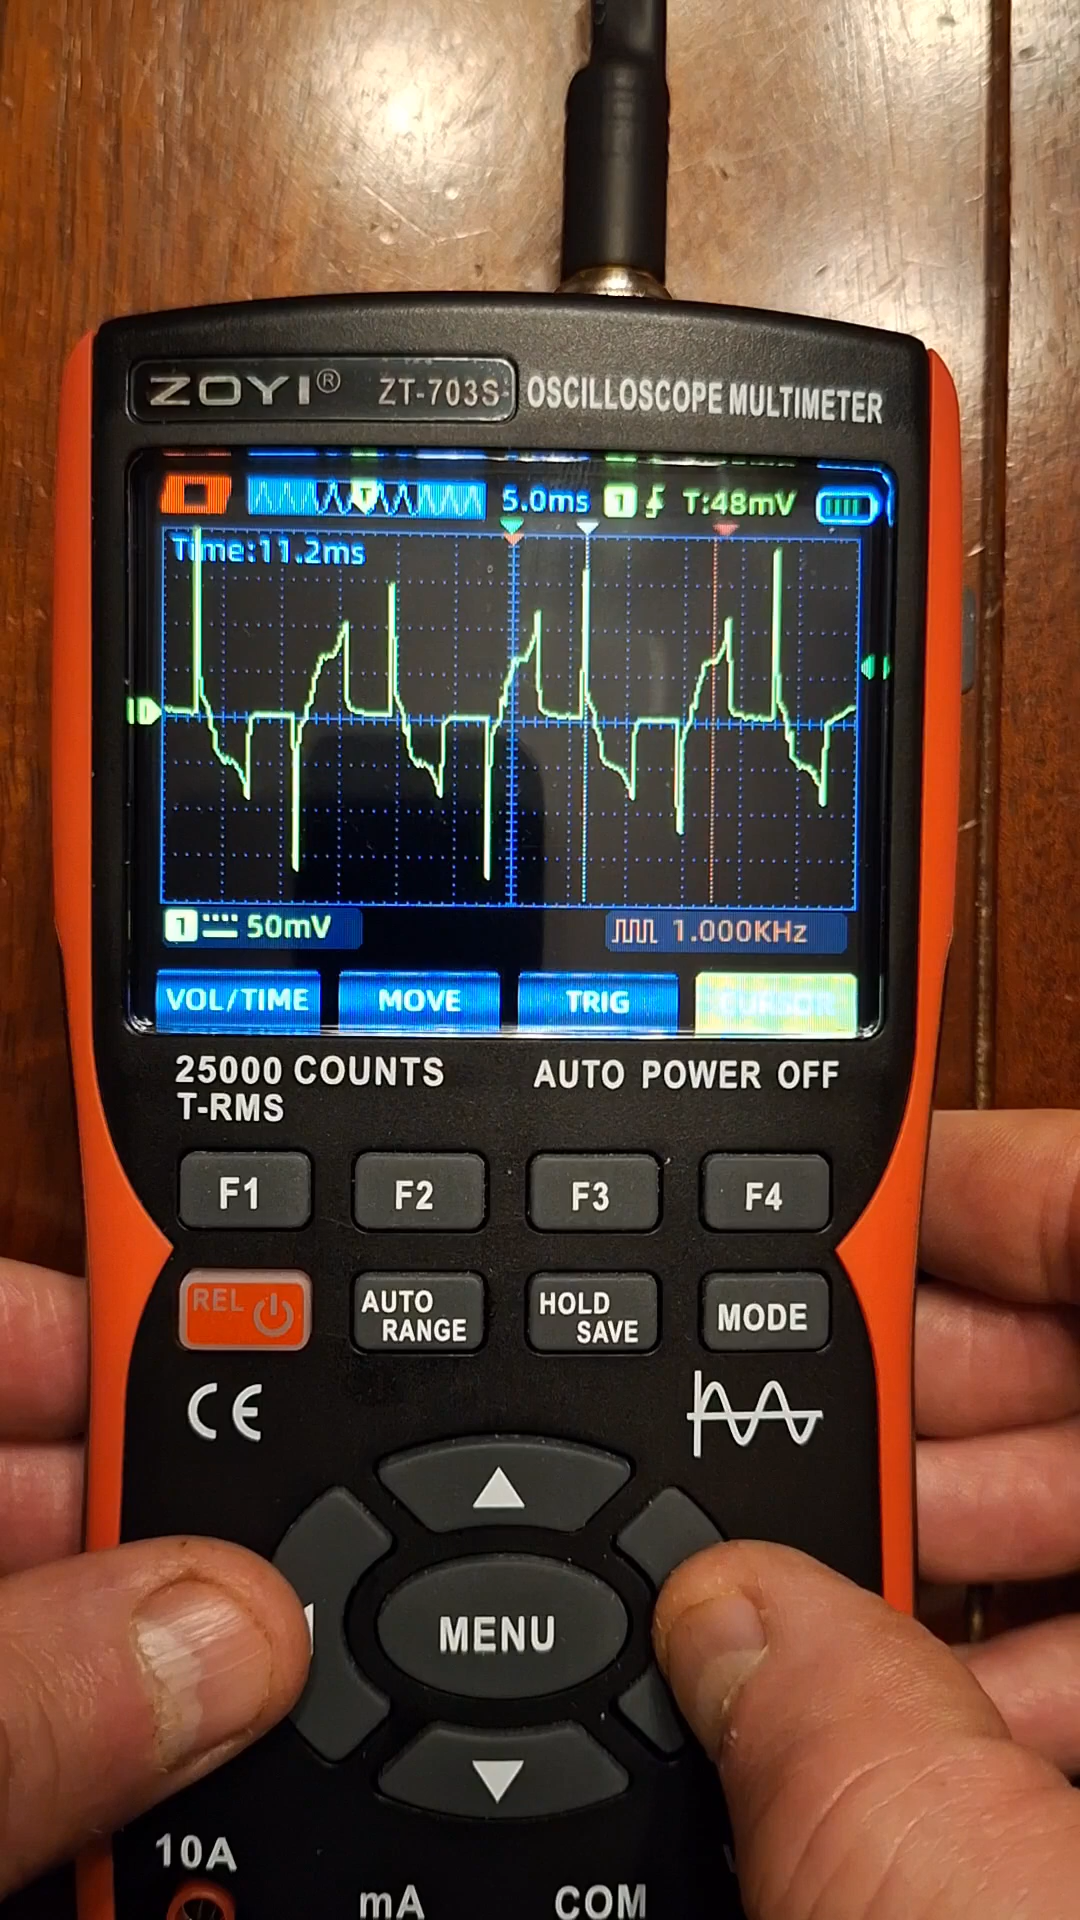 ZOYI® ZT-703S OSCILLOSCOPE MULTIMETER
T 5.0ms 1 T:48mV
Time:11.2ms
1 50mV 1.000KHz
VOL/TIME MOVE TRIG CURSOR
25000 COUNTS AUTO POWER OFF
T-RMS
F1 F2 F3 F4
REL AUTO RANGE HOLD SAVE MODE
CE
MENU
10A
mA COM